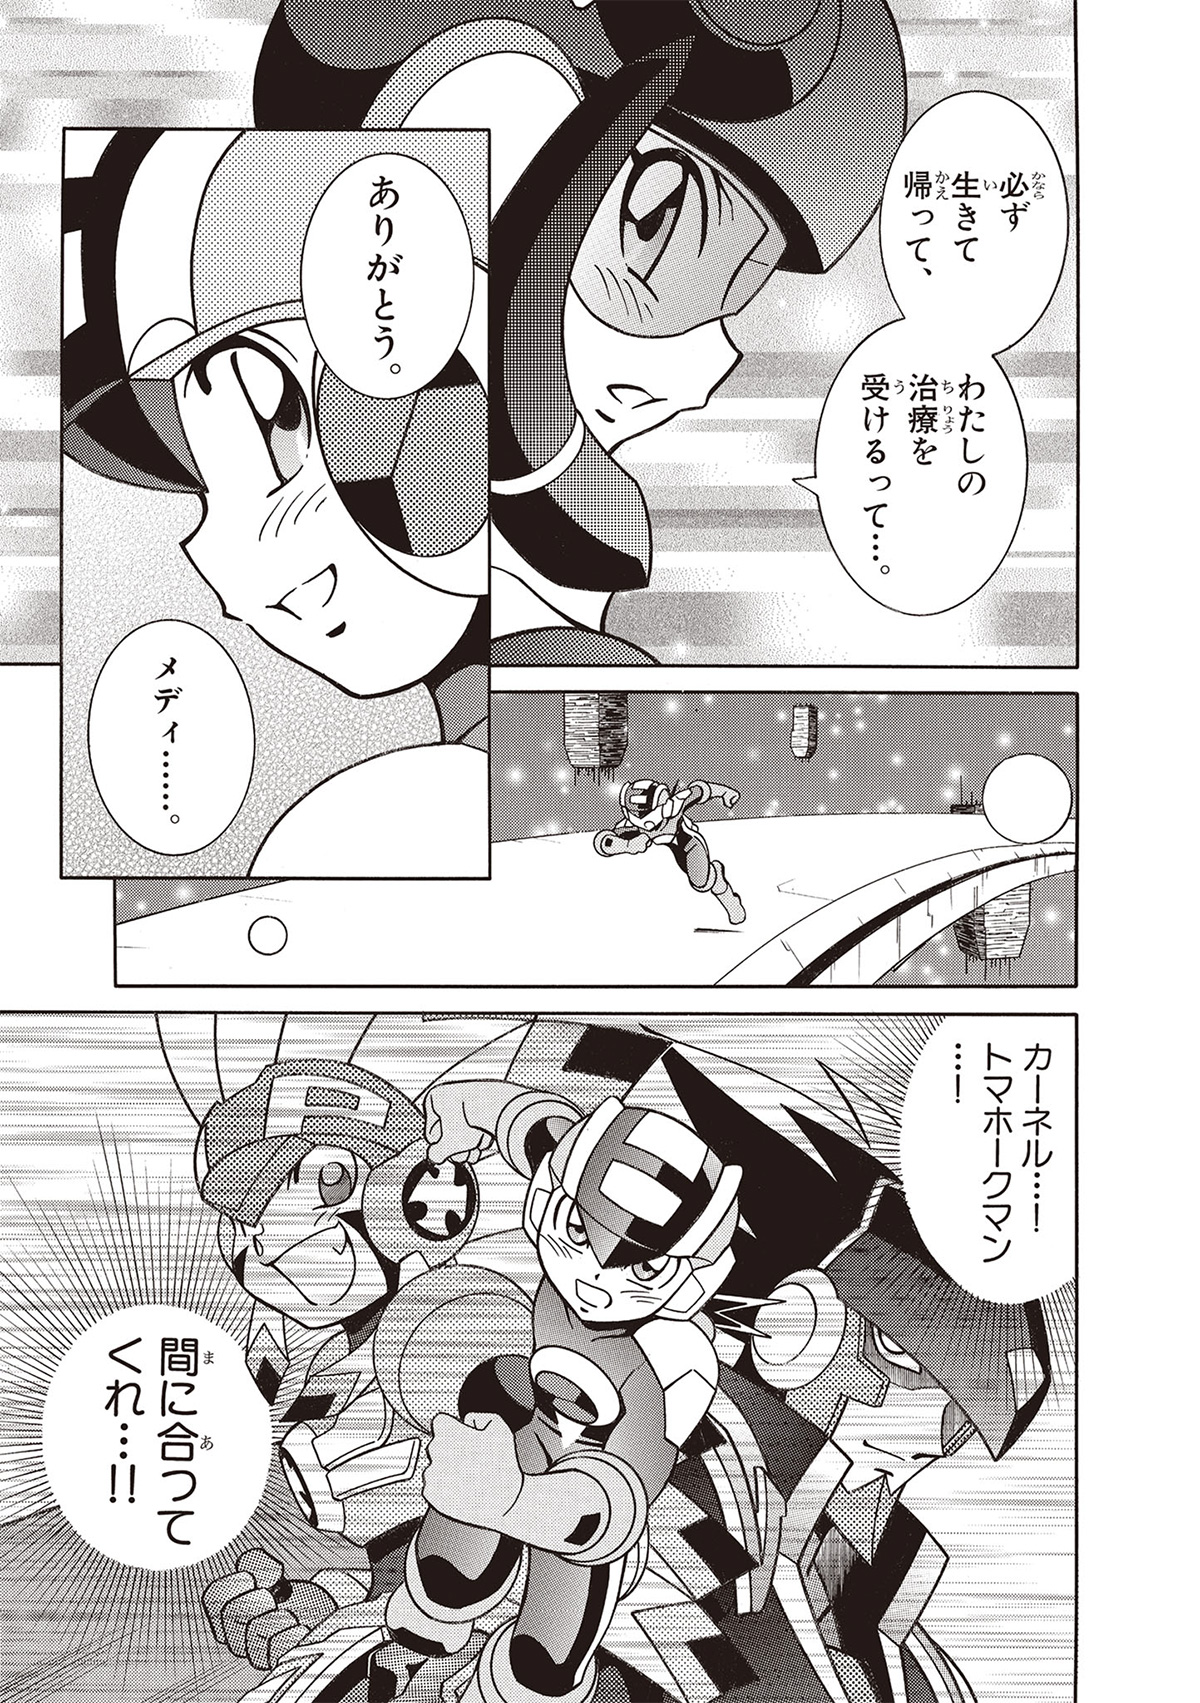 必ず
生きて
帰って、
わたしの
治療を
受けるって…。
ありがとう。
メディ……。
カーネル…！
トマホークマン
…！
間に合って
くれ…!!